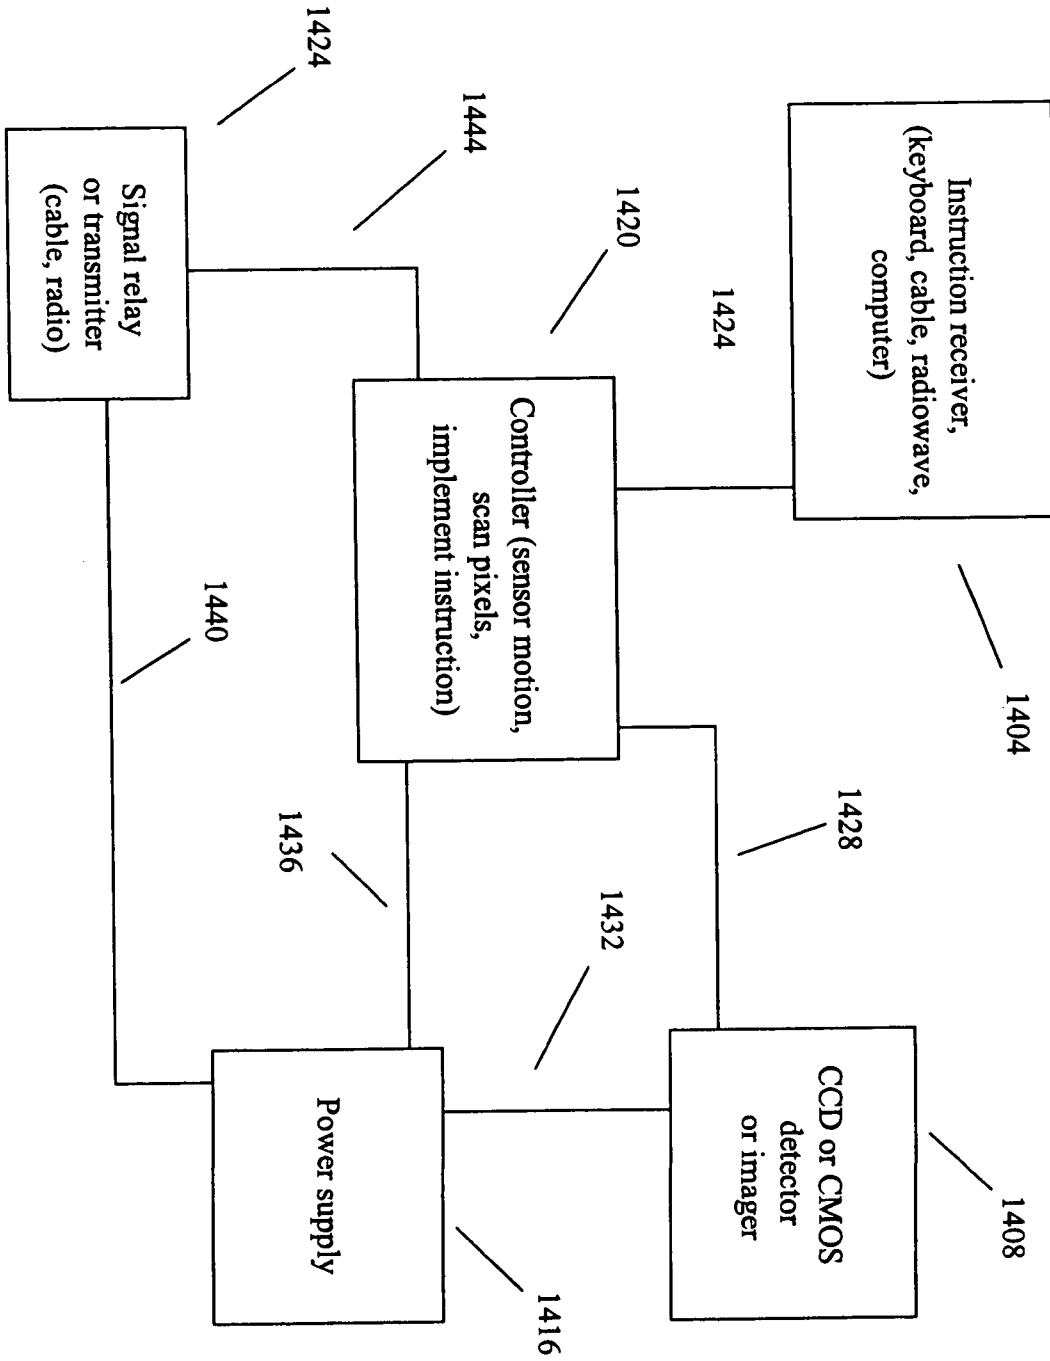 1404
Instruction receiver,
(keyboard, cable, radiowave,
computer)
1424
1408
CCD or CMOS
detector
or imager
1428
1420
Controller (sensor motion,
scan pixels,
implement instruction)
1432
1436
1444
1416
Power supply
1424
Signal relay
or transmitter
(cable, radio)
1440